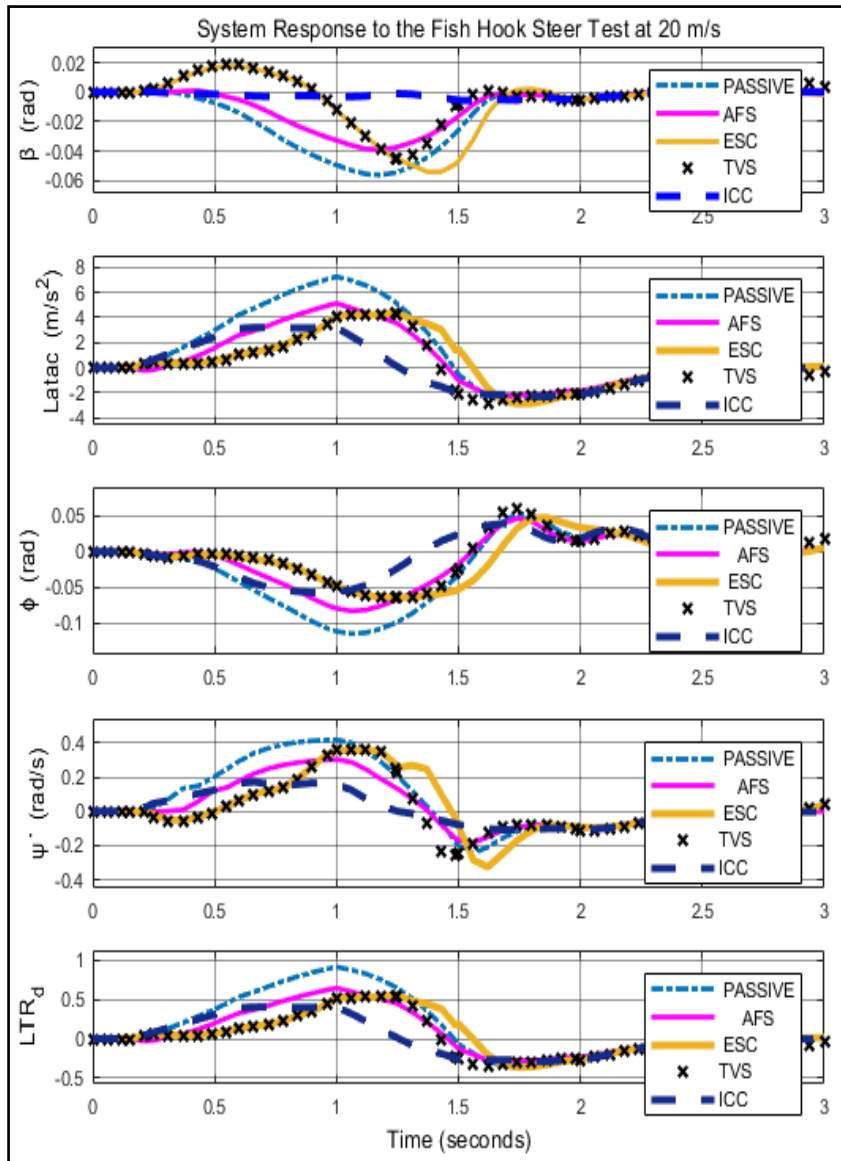 System Response to the Fish Hook Steer Test at 20 m/s
β (rad)
0.02
0
-0.02
-0.04
-0.06
0 0.5 1 1.5 2 2.5 3
PASSIVE
AFS
ESC
TVS
ICC
Latac (m/s²)
8
6
4
2
0
-2
-4
0 0.5 1 1.5 2 2.5 3
PASSIVE
AFS
ESC
TVS
ICC
ϕ (rad)
0.05
0
-0.05
-0.1
0 0.5 1 1.5 2 2.5 3
PASSIVE
AFS
ESC
TVS
ICC
ψ · (rad/s)
0.4
0.2
0
-0.2
-0.4
0 0.5 1 1.5 2 2.5 3
PASSIVE
AFS
ESC
TVS
ICC
LTR_d
1
0.5
0
-0.5
0 0.5 1 1.5 2 2.5 3
PASSIVE
AFS
ESC
TVS
ICC
Time (seconds)